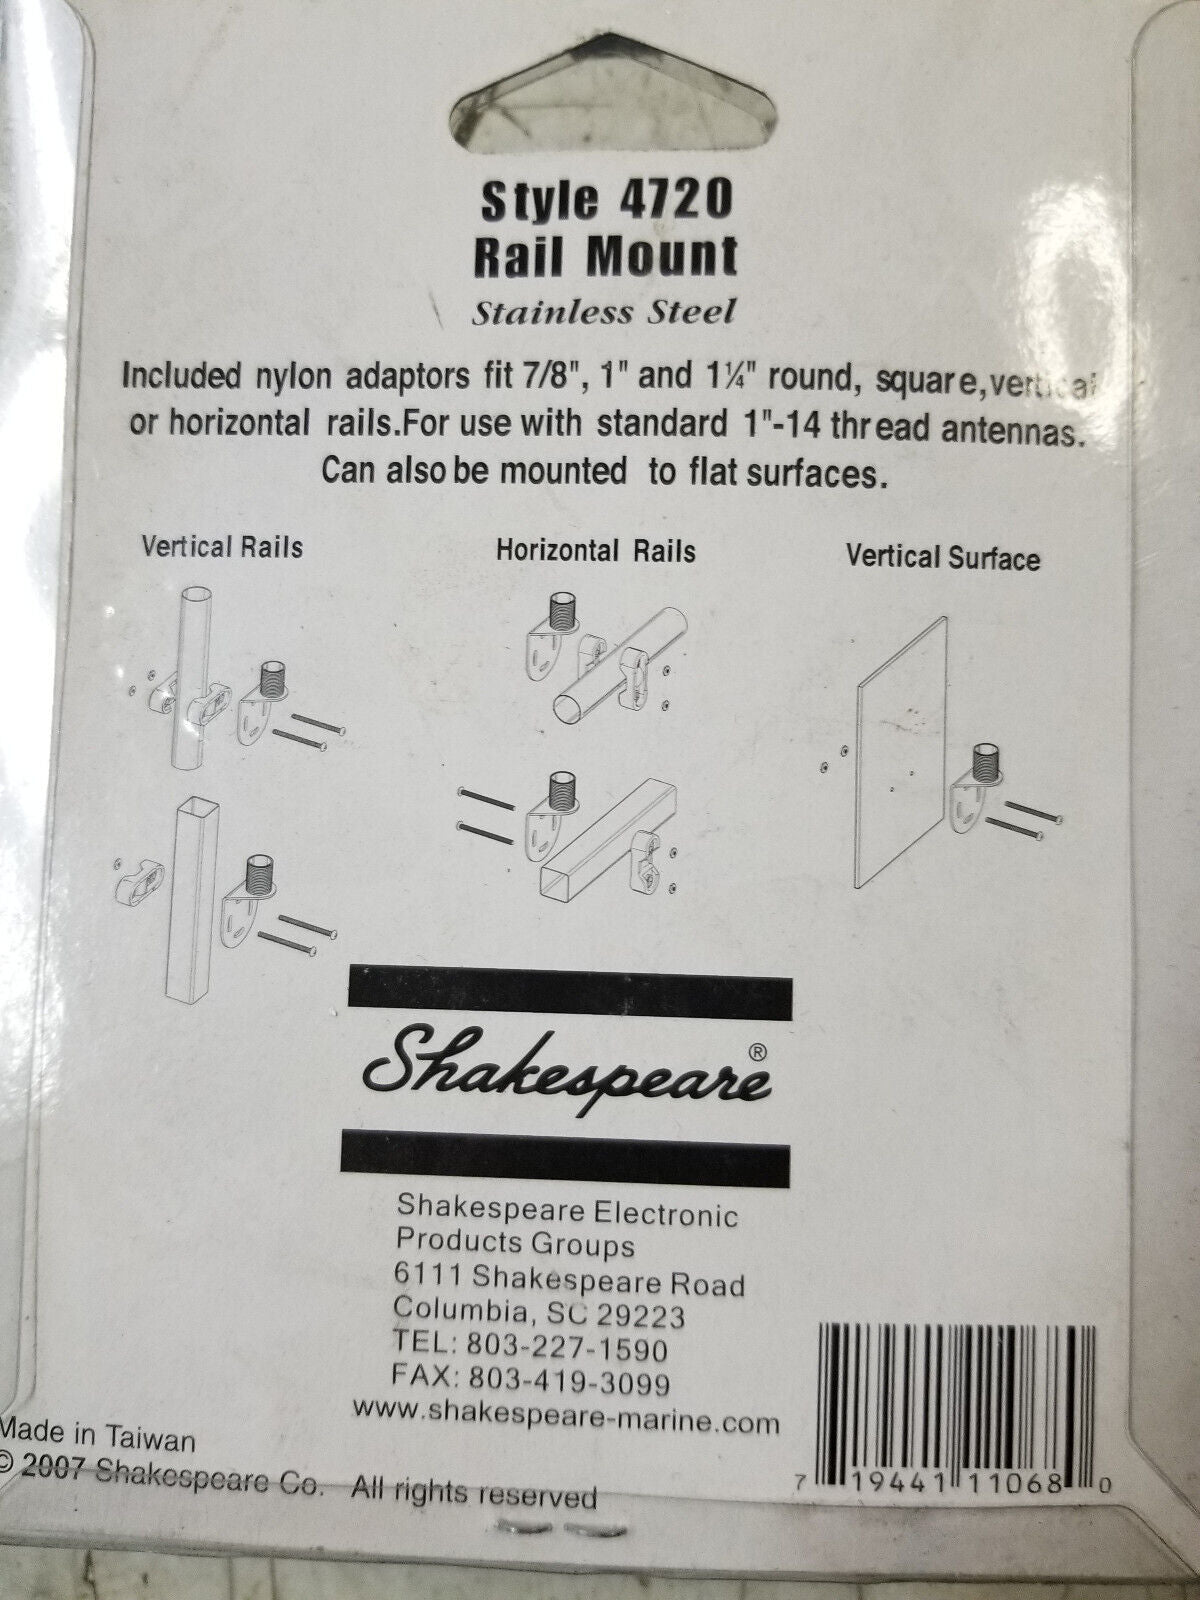 Style 4720
Rail Mount
Stainless Steel
Included nylon adaptors fit 7/8", 1" and 1¼" round, square,vertical
or horizontal rails.For use with standard 1"-14 thread antennas.
Can also be mounted to flat surfaces.
Vertical Rails
Horizontal Rails
Vertical Surface
Shakespeare®
Shakespeare Electronic
Products Groups
6111 Shakespeare Road
Columbia, SC 29223
TEL: 803-227-1590
FAX: 803-419-3099
www.shakespeare-marine.com
Made in Taiwan
© 2007 Shakespeare Co. All rights reserved
7 19441 11068 0